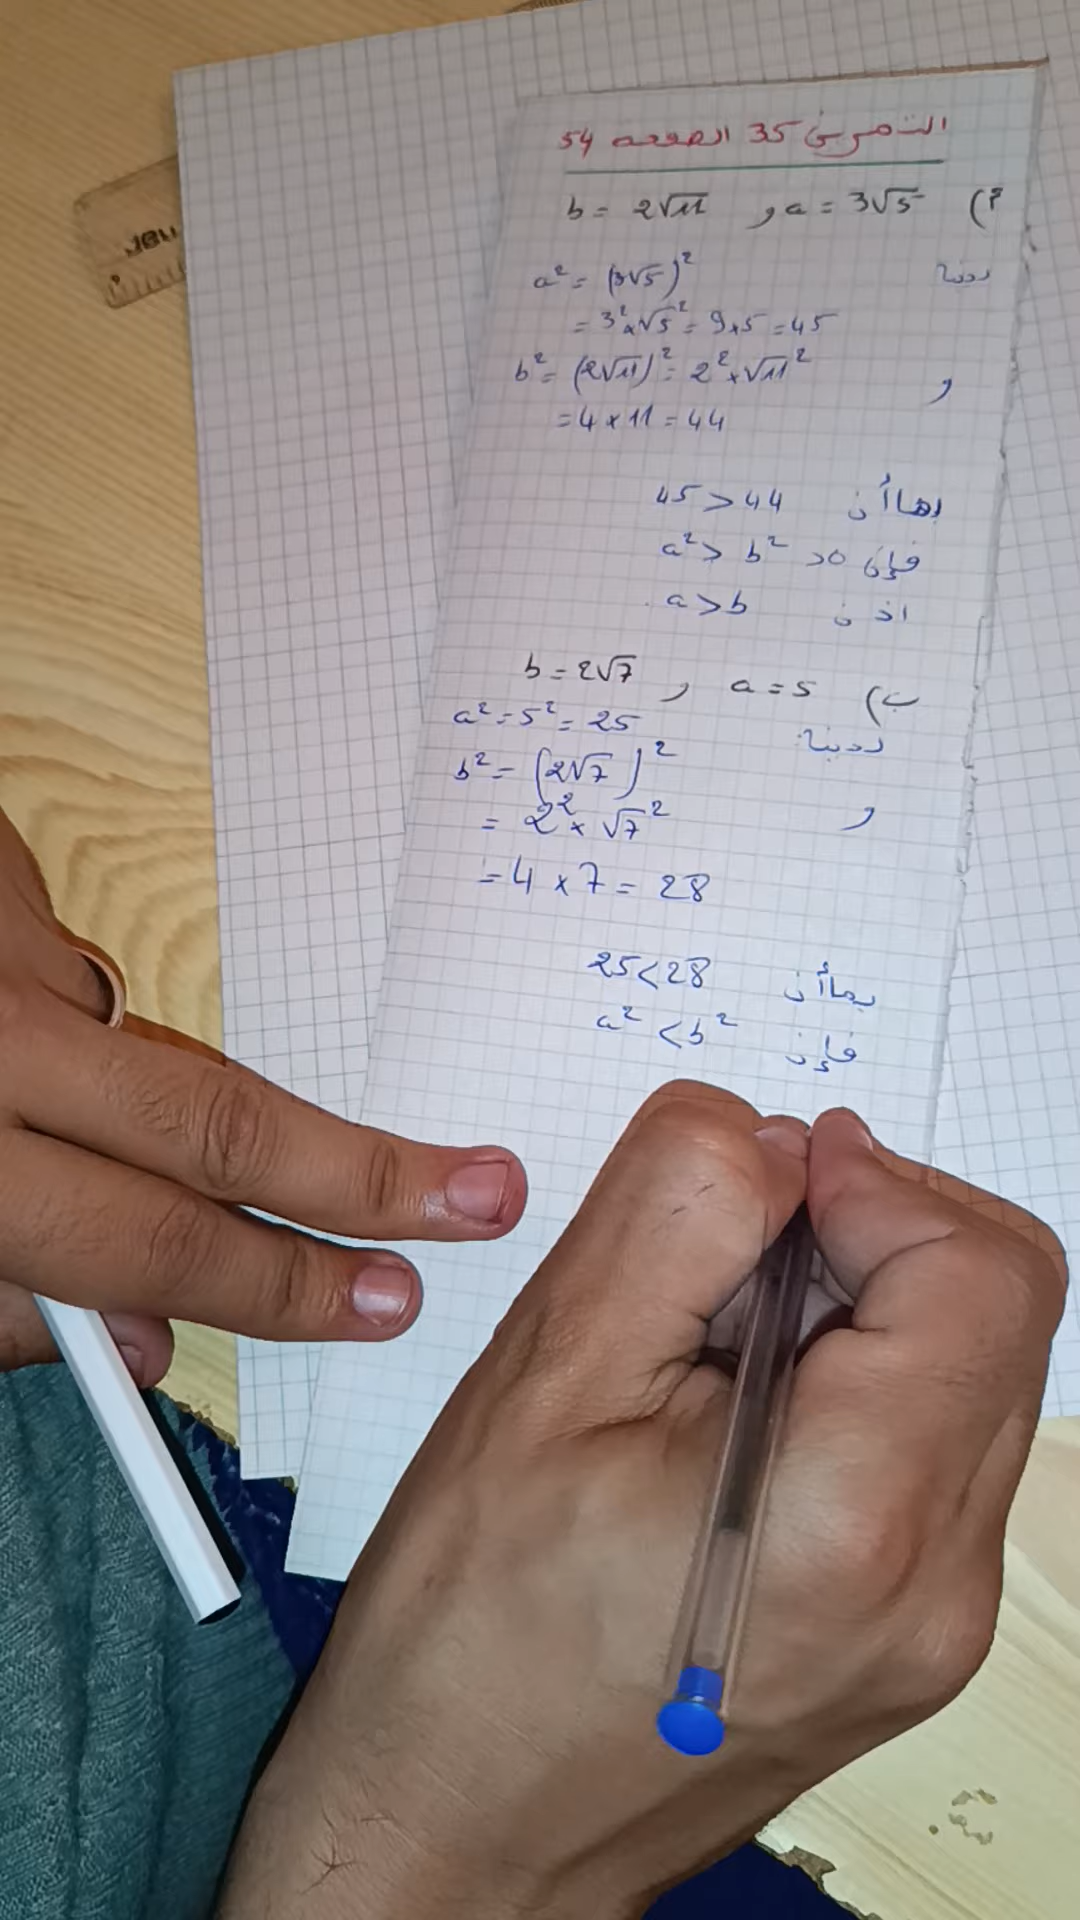 التمرين 35 الصفحة 54
أ) a = 3√5 و b = 2√11
لدينا a² = (3√5)²
= 3²×√5² = 9×5 = 45
و b² = (2√11)² = 2²×√11²
= 4×11 = 44
بما أن 45 > 44
فإن a² > b²
اذن a > b
ب) a = 5 و b = 2√7
لدينا a² = 5² = 25
و b² = (2√7)²
= 2² × √7²
= 4 × 7 = 28
بما أن 25 < 28
فإن a² < b²